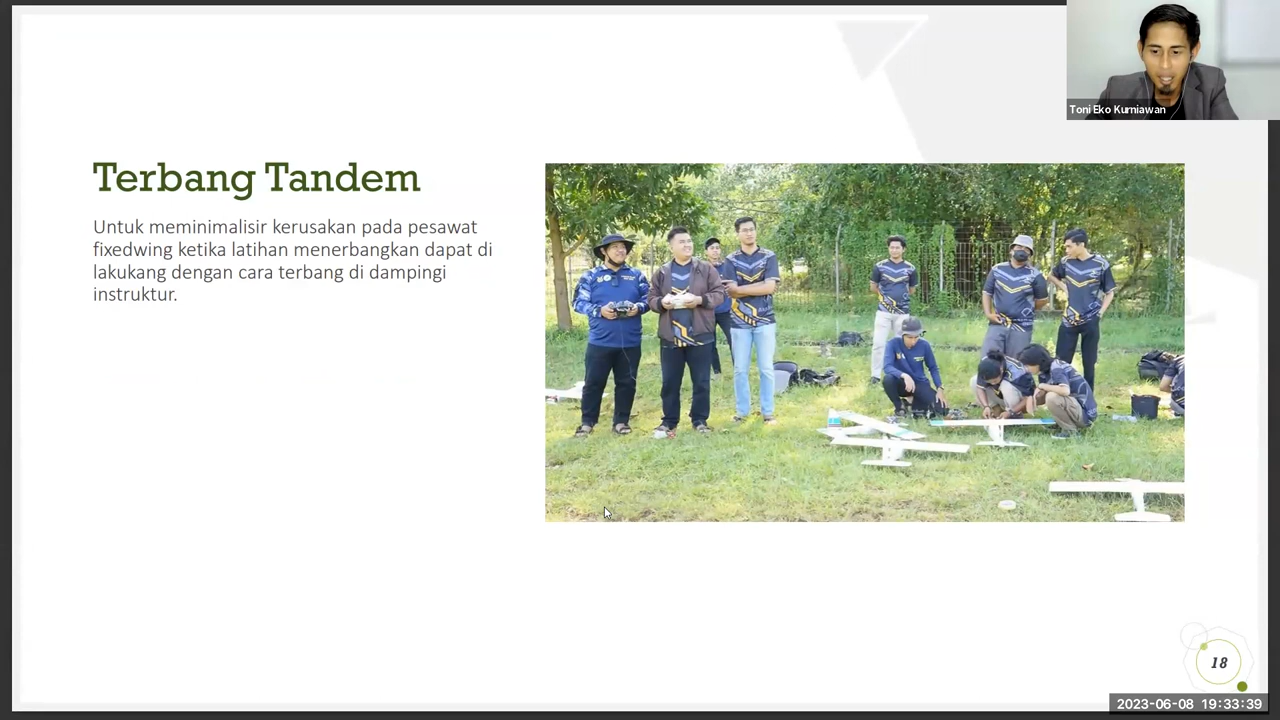 Toni Eko Kurniawan
Terbang Tandem
Untuk meminimalisir kerusakan pada pesawat
fixedwing ketika latihan menerbangkan dapat di
lakukang dengan cara terbang di dampingi
instruktur.
18
2023-06-08 19:33:39